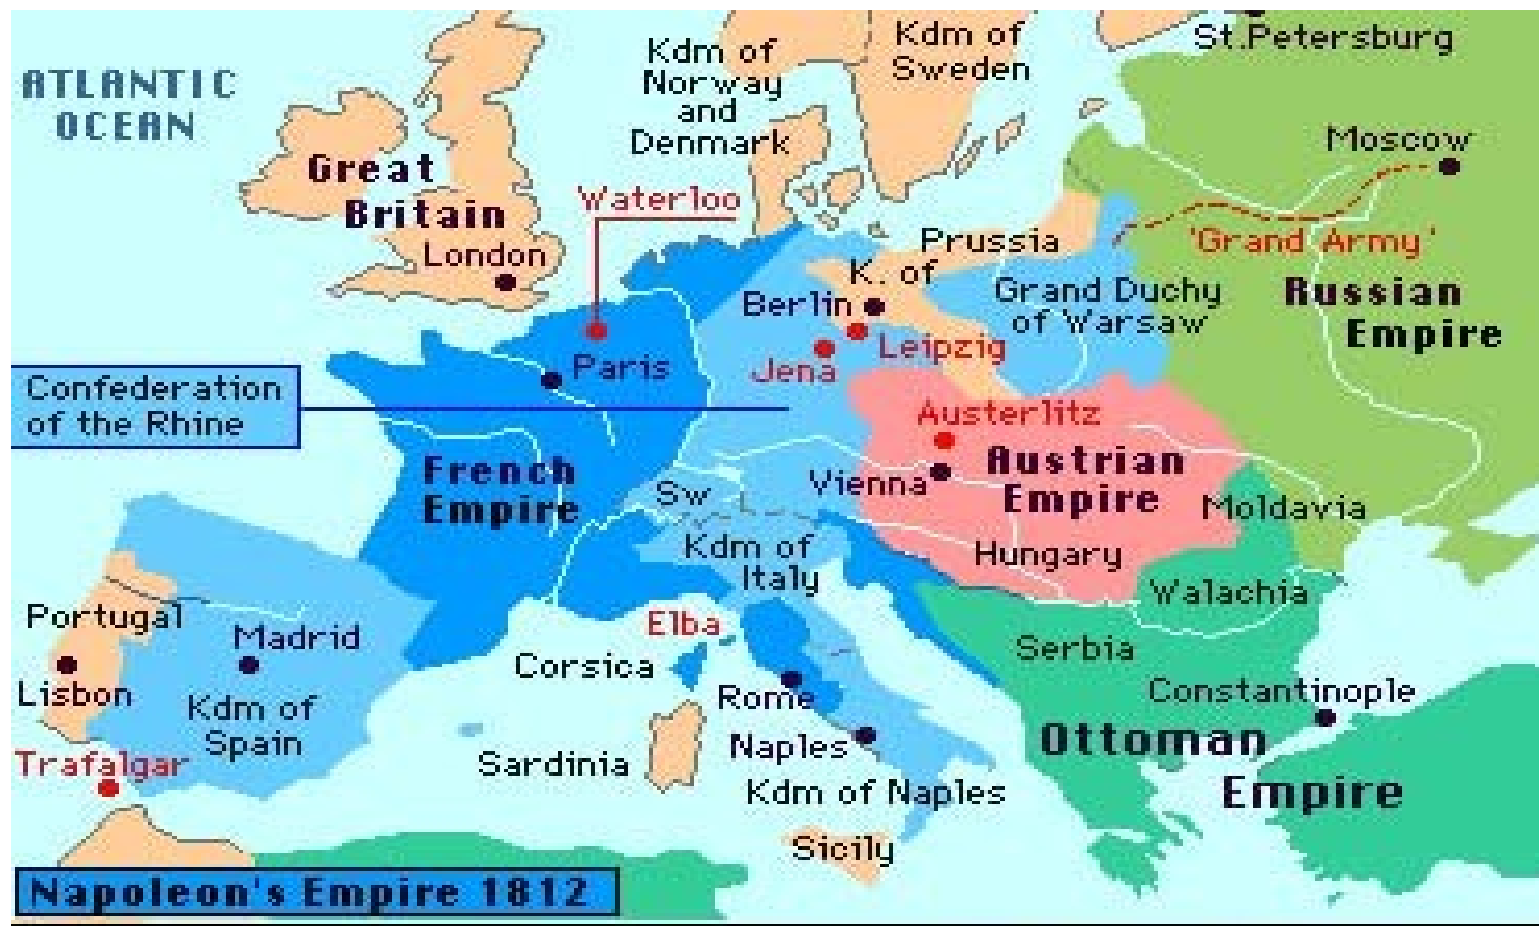 St.Petersburg
Kdm of
Sweden
Kdm of
Norway
and
Denmark
ATLANTIC
OCEAN
Moscow
Great
Britain
Waterloo
London
Prussia
'Grand Army'
K. of
Berlin
Grand Duchy
of Warsaw
Russian
Empire
Leipzig
Jena
Paris
Confederation
of the Rhine
Austerlitz
French
Empire
Austrian
Empire
Vienna
Sw
Moldavia
Kdm of
Italy
Hungary
Walachia
Portugal
Madrid
Elba
Serbia
Corsica
Lisbon
Rome
Constantinople
Kdm of
Spain
Naples
Ottoman
Empire
Trafalgar
Sardinia
Kdm of Naples
Sicily
Napoleon's Empire 1812